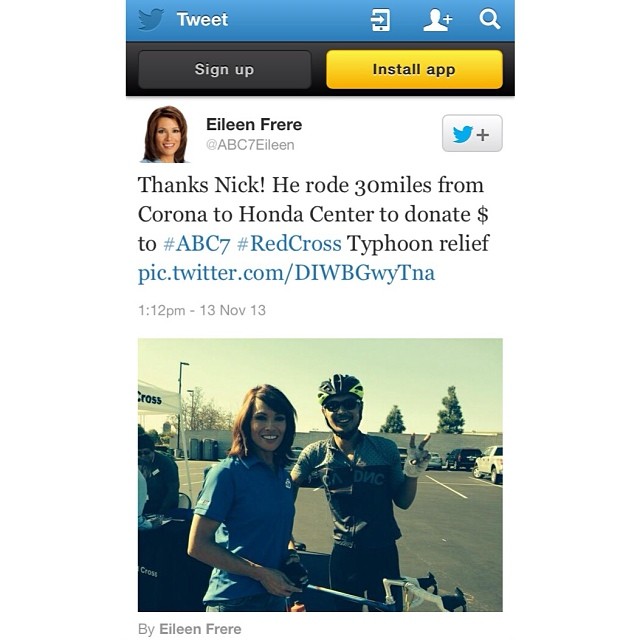 Tweet
Sign up
Install app
Eileen Frere
@ABC7Eileen
+
Thanks Nick! He rode 30miles from
Corona to Honda Center to donate $
to #ABC7 #RedCross Typhoon relief
pic.twitter.com/DIWBGwyTna
1:12pm - 13 Nov 13
ross
Cross
Cross
DNC
By Eileen Frere